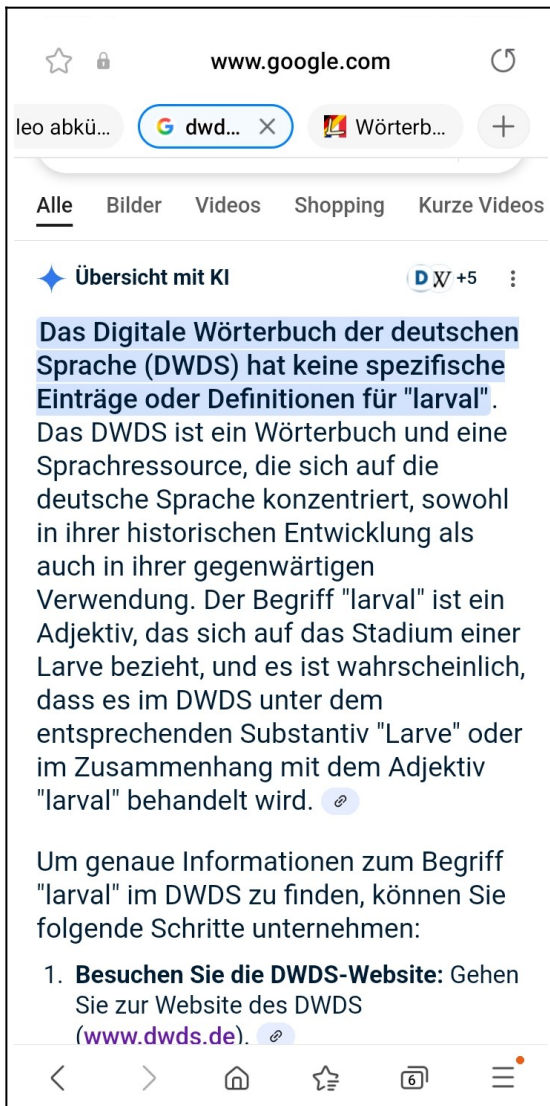 www.google.com
leo abkü...
dwd...
Wörterb...
Alle Bilder Videos Shopping Kurze Videos
Übersicht mit KI
D W +5
Das Digitale Wörterbuch der deutschen
Sprache (DWDS) hat keine spezifische
Einträge oder Definitionen für "larval".
Das DWDS ist ein Wörterbuch und eine
Sprachressource, die sich auf die
deutsche Sprache konzentriert, sowohl
in ihrer historischen Entwicklung als
auch in ihrer gegenwärtigen
Verwendung. Der Begriff "larval" ist ein
Adjektiv, das sich auf das Stadium einer
Larve bezieht, und es ist wahrscheinlich,
dass es im DWDS unter dem
entsprechenden Substantiv "Larve" oder
im Zusammenhang mit dem Adjektiv
"larval" behandelt wird.
Um genaue Informationen zum Begriff
"larval" im DWDS zu finden, können Sie
folgende Schritte unternehmen:
1. Besuchen Sie die DWDS-Website: Gehen
Sie zur Website des DWDS
(www.dwds.de).
6